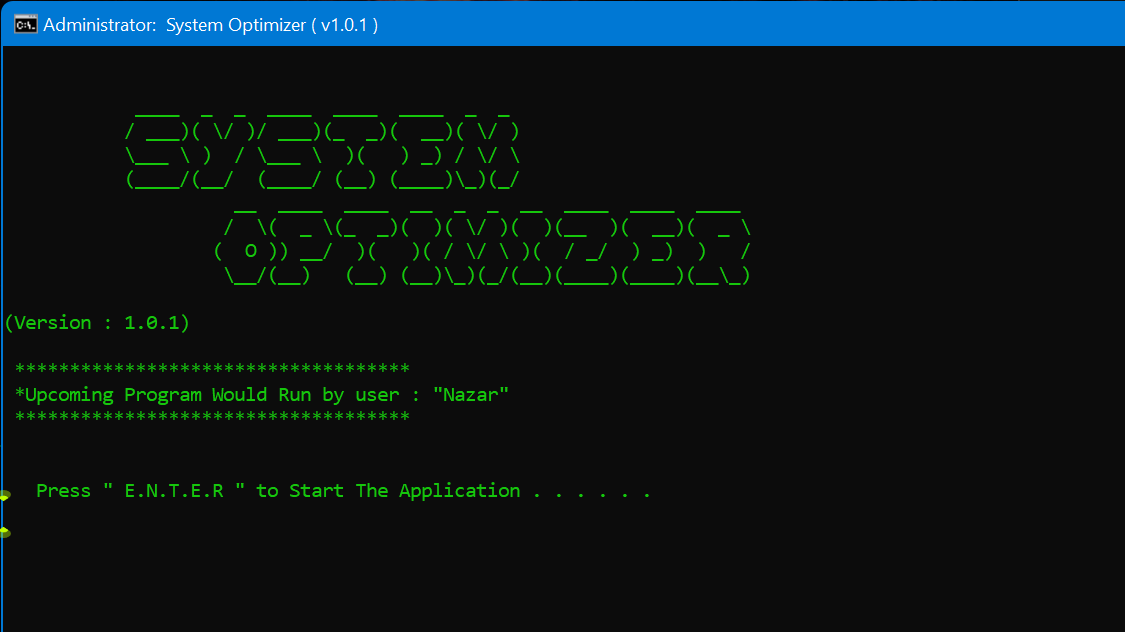 Administrator: System Optimizer ( v1.0.1 )
SYSTEM
OPTIMIZER
(Version : 1.0.1)
*************************************
*Upcoming Program Would Run by user : "Nazar"
*************************************
Press " E.N.T.E.R " to Start The Application . . . . . .